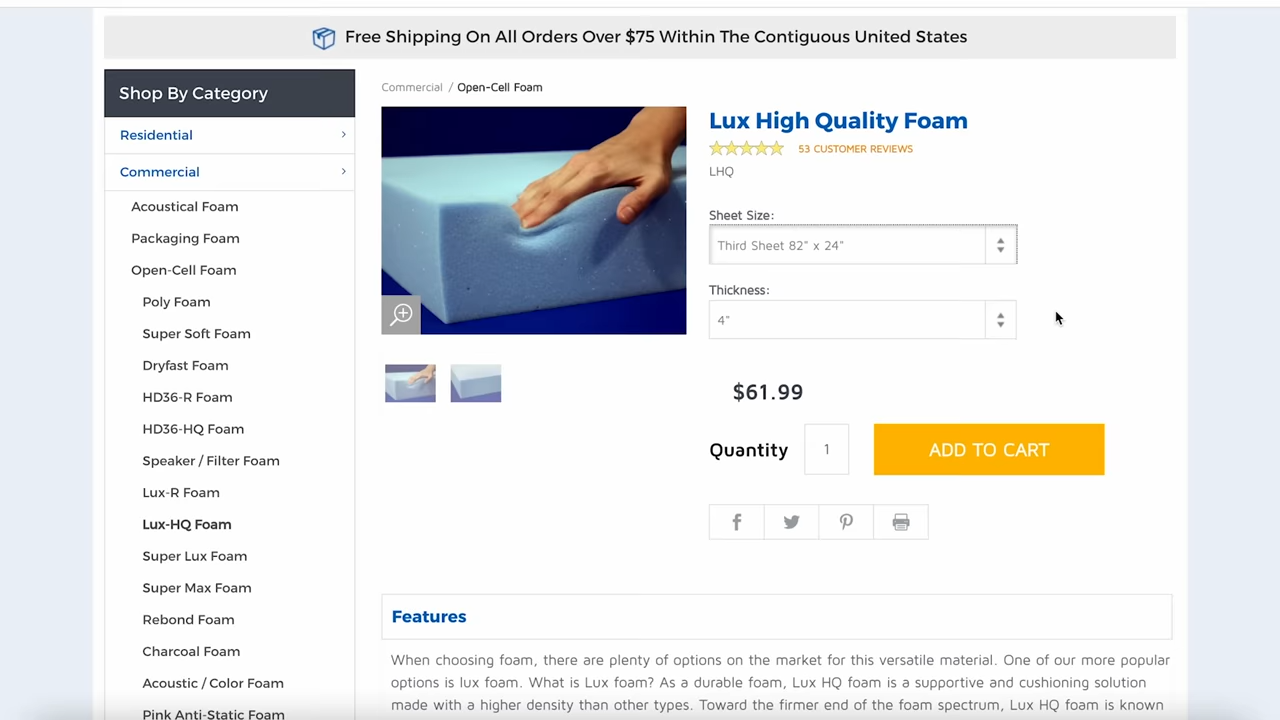 Free Shipping On All Orders Over $75 Within The Contiguous United States
Shop By Category
Residential
Commercial
Acoustical Foam
Packaging Foam
Open-Cell Foam
Poly Foam
Super Soft Foam
Dryfast Foam
HD36-R Foam
HD36-HQ Foam
Speaker / Filter Foam
Lux-R Foam
Lux-HQ Foam
Super Lux Foam
Super Max Foam
Rebond Foam
Charcoal Foam
Acoustic / Color Foam
Pink Anti-Static Foam
Commercial / Open-Cell Foam
Lux High Quality Foam
53 CUSTOMER REVIEWS
LHQ
Sheet Size:
Third Sheet 82" x 24"
Thickness:
4"
$61.99
Quantity 1 ADD TO CART
Features
When choosing foam, there are plenty of options on the market for this versatile material. One of our more popular
options is lux foam. What is Lux foam? As a durable foam, Lux HQ foam is a supportive and cushioning solution
made with a higher density than other types. Toward the firmer end of the foam spectrum, Lux HQ foam is known